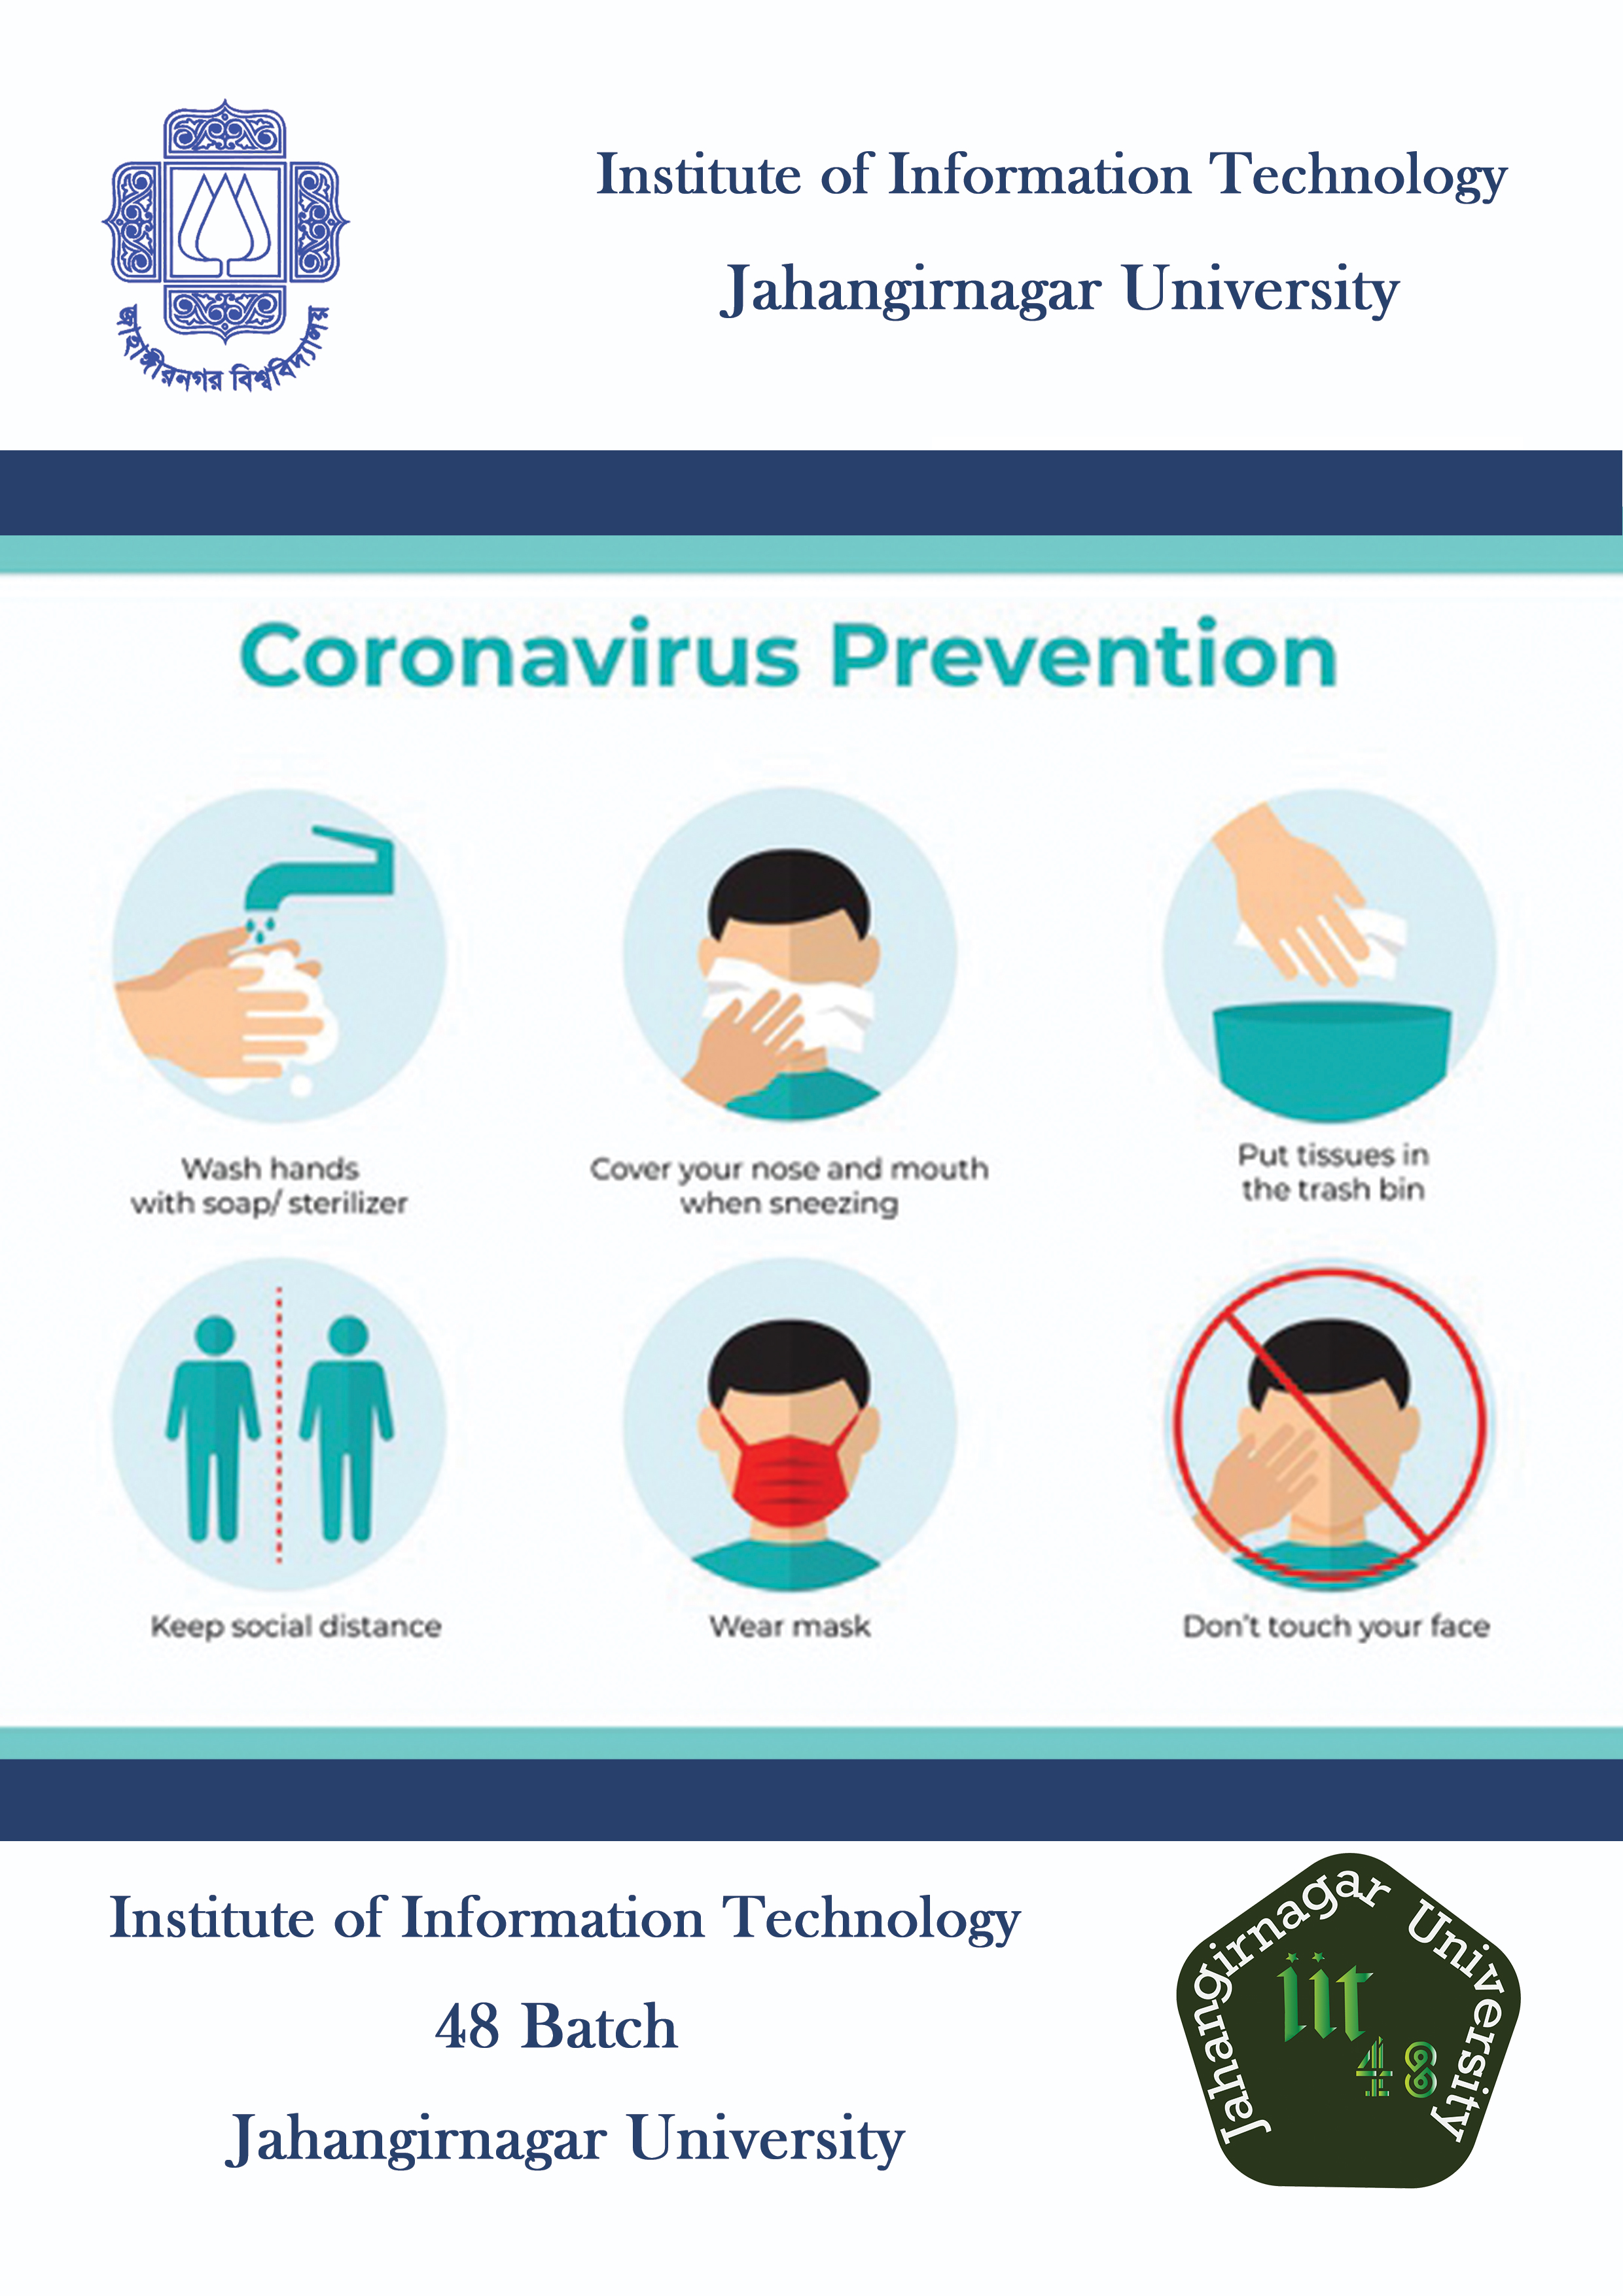 Institute of Information Technology
Jahangirnagar University
জাহাঙ্গীরনগর বিশ্ববিদ্যালয়
Coronavirus Prevention
Wash hands
with soap/ sterilizer
Cover your nose and mouth
when sneezing
Put tissues in
the trash bin
Keep social distance
Wear mask
Don't touch your face
Institute of Information Technology
48 Batch
Jahangirnagar University
Jahangirnagar University
iit
48